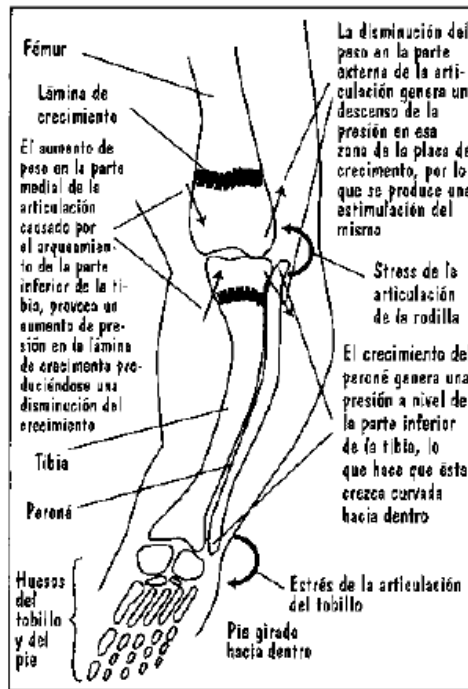 Fémur
Lámina de
crecimiento
El aumento de
peso en la parte
medial de la
articulación
causado por
el arqueamien-
to de la parte
inferior de la ti-
bia, provoca un
aumento de pre-
sión en la lámina
de crecimiento pro-
duciéndose una
disminución del
crecimiento
Tibia
Peroné
Huesos
del
tobillo
y del
pie
La disminución del
peso en la parte
externa de la arti-
culación genera un
descenso de la
presión en esa
zona de la placa de
crecimento, por lo
que se produce una
estimulación del
mismo
Stress de la
articulación
de la rodilla
El crecimiento del
peroné genera una
presión a nivel de
la parte inferior
de la tibia, lo
que hace que ésta
crezca curvada
hacia dentro
Estrés de la articulación
del tobillo
Pie girado
hacia dentro